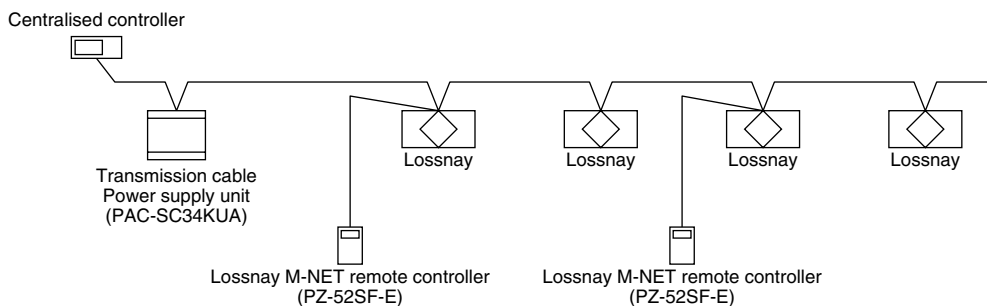 Centralised controller
Transmission cable
Power supply unit
(PAC-SC34KUA)
Lossnay
Lossnay
Lossnay
Lossnay
Lossnay M-NET remote controller
(PZ-52SF-E)
Lossnay M-NET remote controller
(PZ-52SF-E)